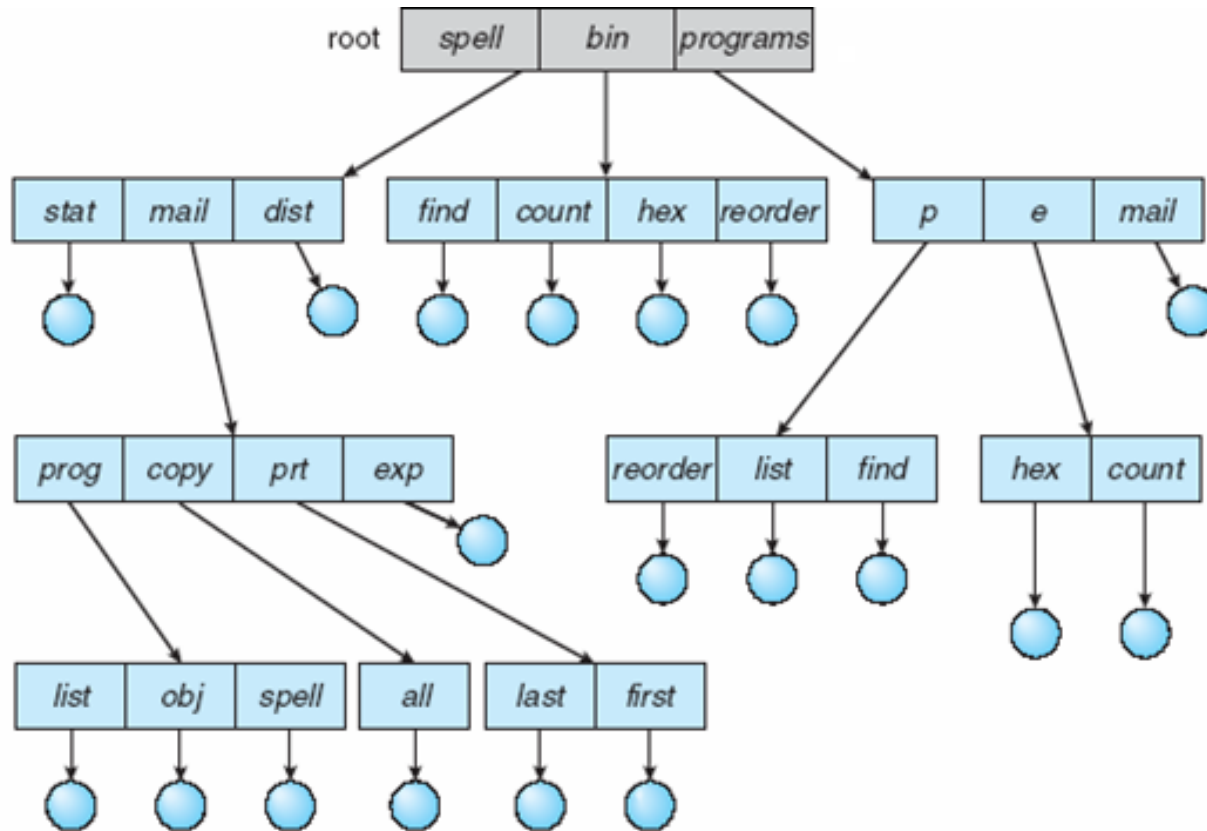 root spell bin programs
stat mail dist find count hex reorder p e mail
prog copy prt exp reorder list find hex count
list obj spell all last first